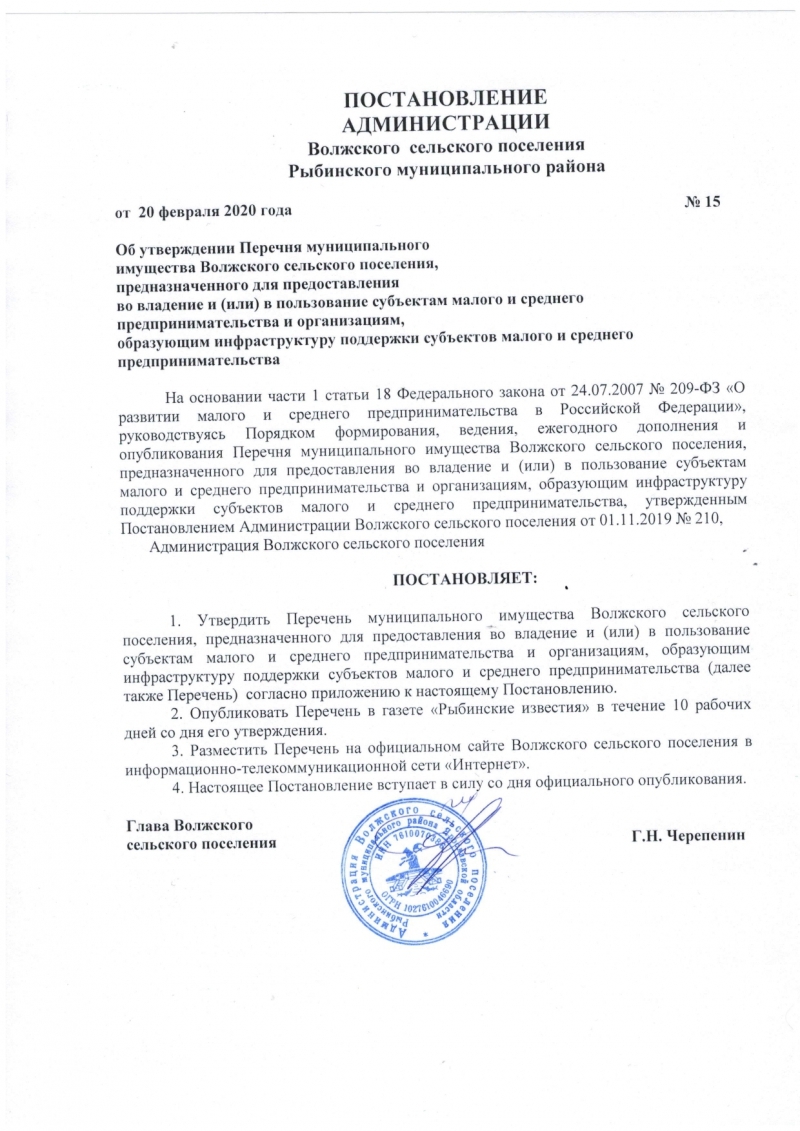 ПОСТАНОВЛЕНИЕ
АДМИНИСТРАЦИИ
Волжского сельского поселения
Рыбинского муниципального района
от 20 февраля 2020 года № 15
Об утверждении Перечня муниципального
имущества Волжского сельского поселения,
предназначенного для предоставления
во владение и (или) в пользование субъектам малого и среднего
предпринимательства и организациям,
образующим инфраструктуру поддержки субъектов малого и среднего
предпринимательства
На основании части 1 статьи 18 Федерального закона от 24.07.2007 № 209-ФЗ «О
развитии малого и среднего предпринимательства в Российской Федерации»,
руководствуясь Порядком формирования, ведения, ежегодного дополнения и
опубликования Перечня муниципального имущества Волжского сельского поселения,
предназначенного для предоставления во владение и (или) в пользование субъектам
малого и среднего предпринимательства и организациям, образующим инфраструктуру
поддержки субъектов малого и среднего предпринимательства, утвержденным
Постановлением Администрации Волжского сельского поселения от 01.11.2019 № 210,
Администрация Волжского сельского поселения
ПОСТАНОВЛЯЕТ:
1. Утвердить Перечень муниципального имущества Волжского сельского
поселения, предназначенного для предоставления во владение и (или) в пользование
субъектам малого и среднего предпринимательства и организациям, образующим
инфраструктуру поддержки субъектов малого и среднего предпринимательства (далее
также Перечень) согласно приложению к настоящему Постановлению.
2. Опубликовать Перечень в газете «Рыбинские известия» в течение 10 рабочих
дней со дня его утверждения.
3. Разместить Перечень на официальном сайте Волжского сельского поселения в
информационно-телекоммуникационной сети «Интернет».
4. Настоящее Постановление вступает в силу со дня официального опубликования.
Глава Волжского
сельского поселения Г.Н. Черепенин
Администрация Волжского сельского поселения
Рыбинского муниципального района Ярославской области
ИНН
ОГРН 1027610046690